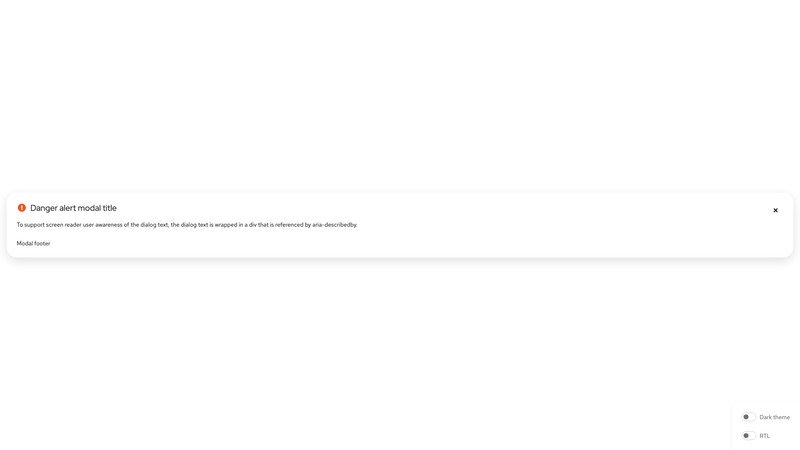 Danger alert modal title
To support screen reader user awareness of the dialog text, the dialog text is wrapped in a div that is referenced by aria-describedby.
Modal footer
Dark theme
RTL